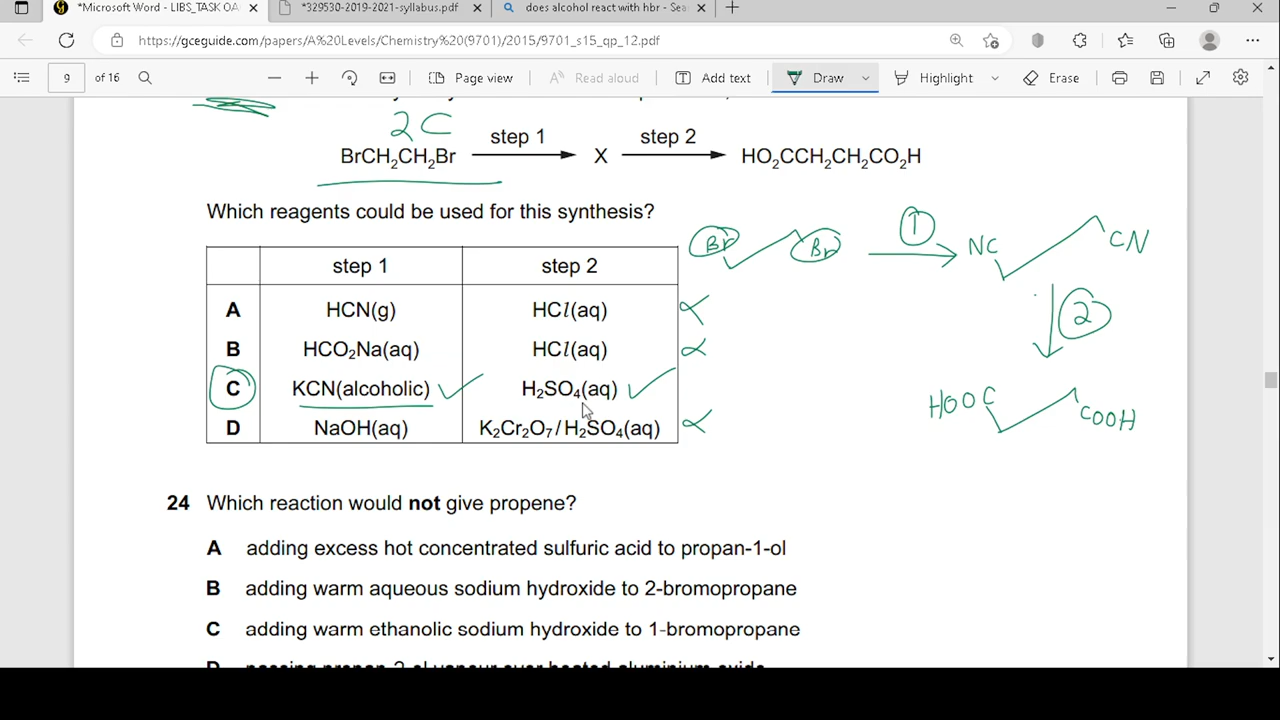 *Microsoft Word - LIBS_TASK OA
*329530-2019-2021-syllabus.pdf
does alcohol react with hbr - Sea
https://gceguide.com/papers/A%20Levels/Chemistry%20(9701)/2015/9701_s15_qp_12.pdf
9 of 16
Page view
Read aloud
Add text
Draw
Highlight
Erase
2C
BrCH₂CH₂Br step 1 X step 2 HO₂CCH₂CH₂CO₂H
Which reagents could be used for this synthesis?
step 1 step 2
A HCN(g) HCl(aq)
B HCO₂Na(aq) HCl(aq)
C KCN(alcoholic) H₂SO₄(aq)
D NaOH(aq) K₂Cr₂O₇/H₂SO₄(aq)
Br Br 1 NC CN
2
HOOC COOH
24 Which reaction would not give propene?
A adding excess hot concentrated sulfuric acid to propan-1-ol
B adding warm aqueous sodium hydroxide to 2-bromopropane
C adding warm ethanolic sodium hydroxide to 1-bromopropane